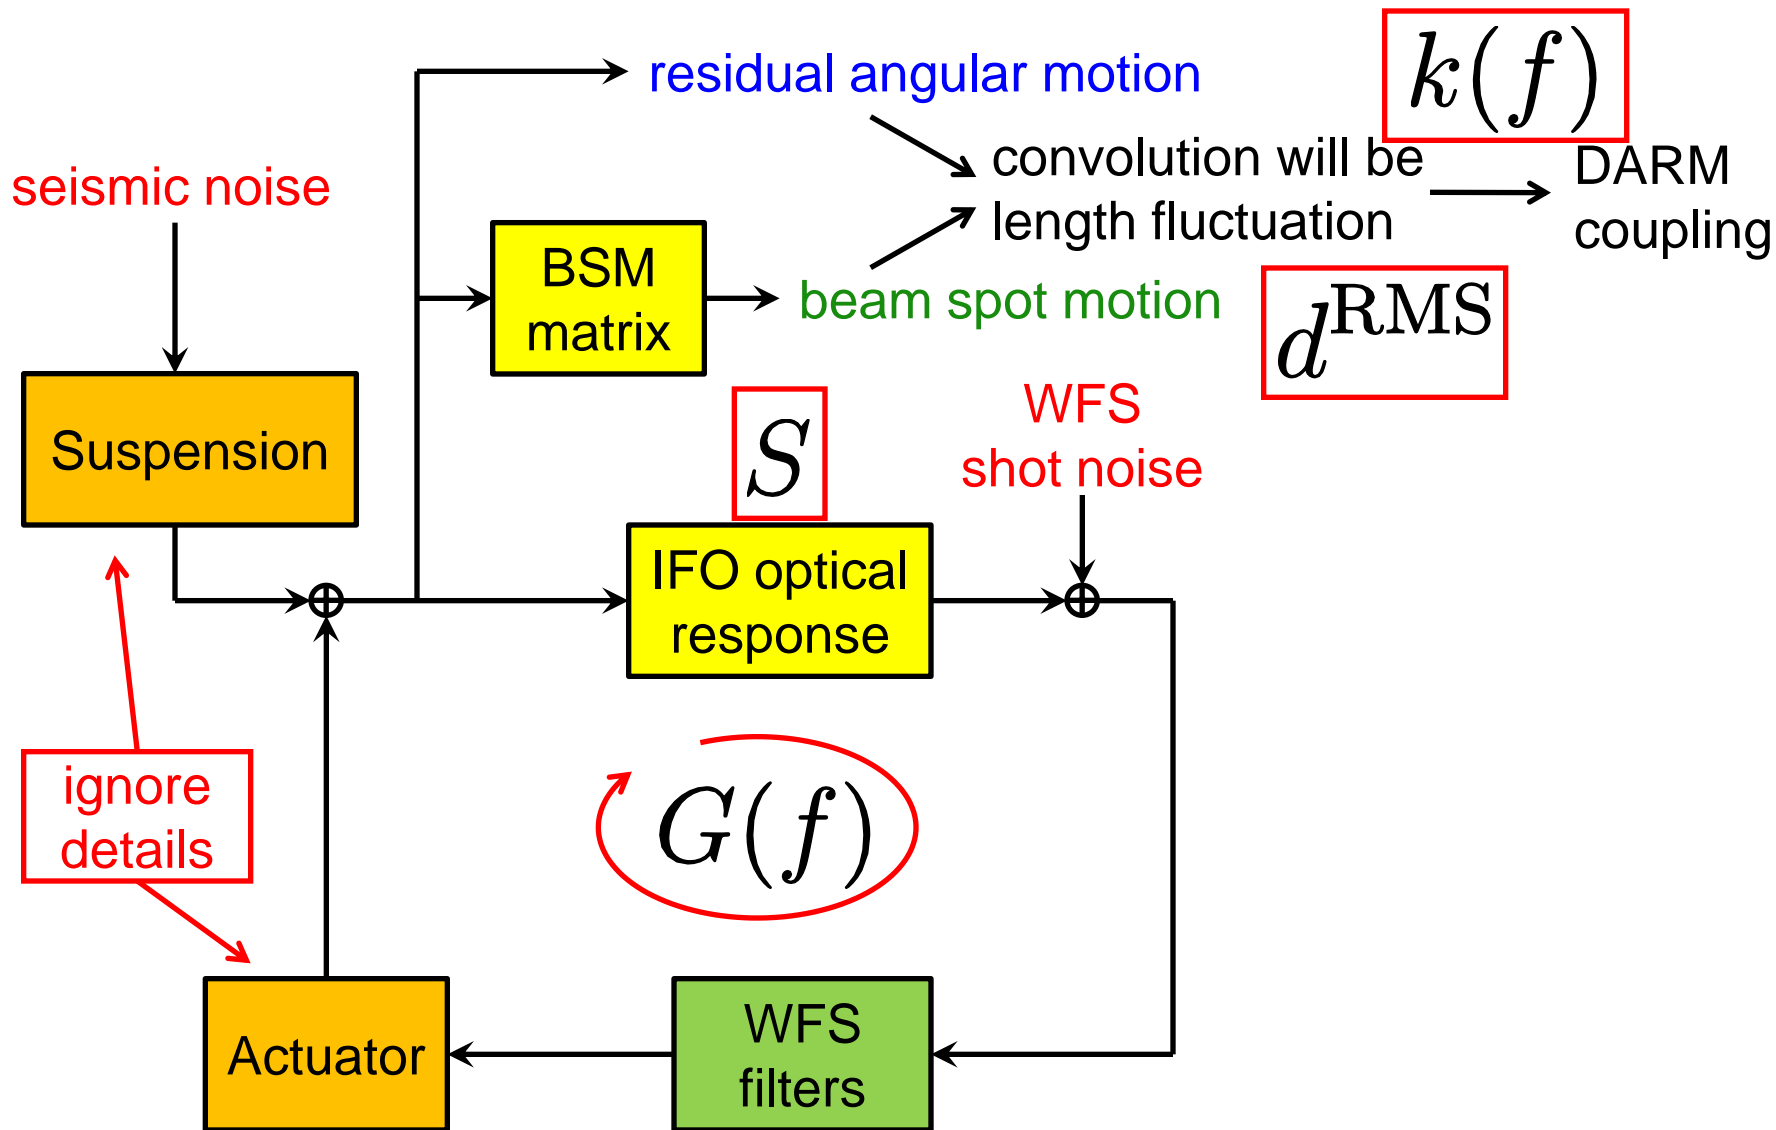 residual angular motion
k(f)
seismic noise
convolution will be
length fluctuation
DARM
coupling
BSM
matrix
beam spot motion
d^RMS
Suspension
S
WFS
shot noise
IFO optical
response
ignore
details
G(f)
Actuator
WFS
filters